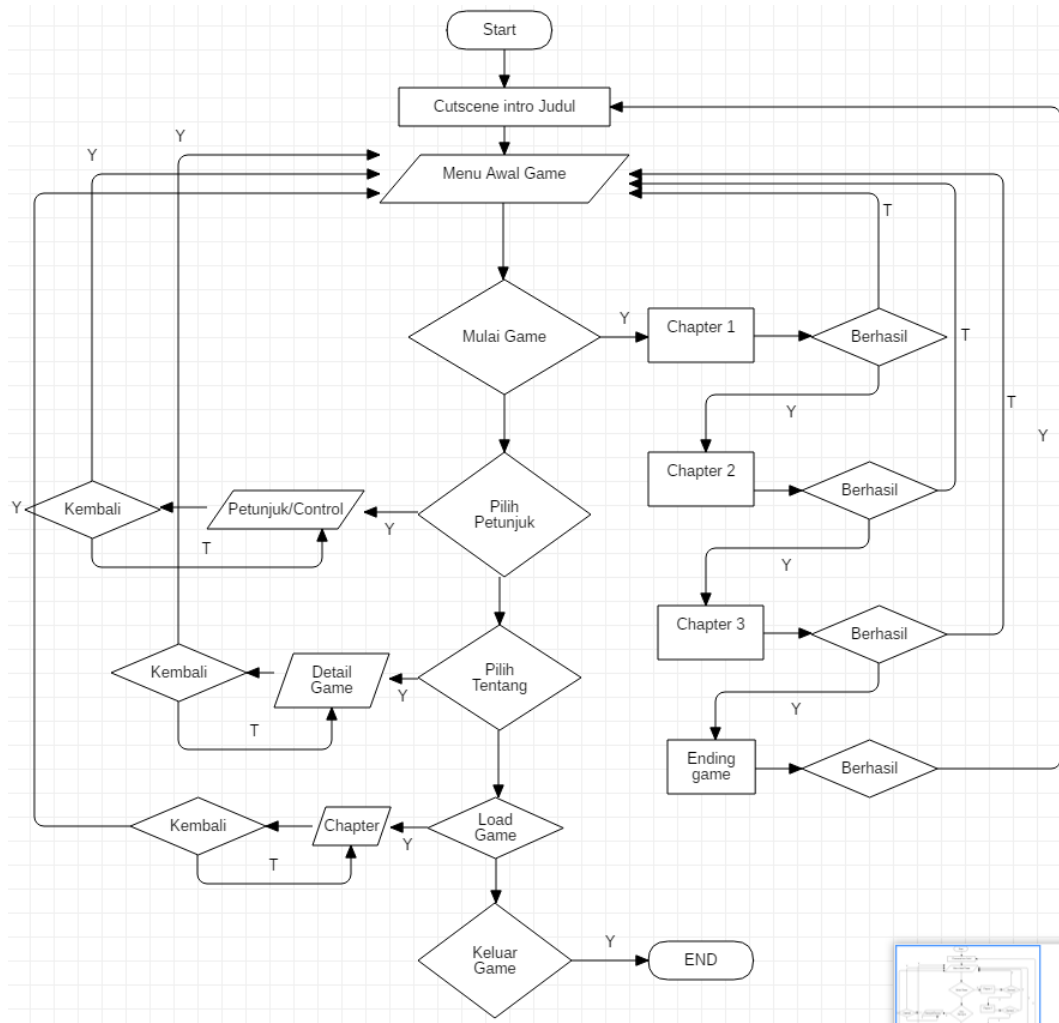 Start
Cutscene intro Judul
Y
Y
Menu Awal Game
T
Mulai Game
Y
Chapter 1
Berhasil
T
T
Y
Y
Chapter 2
Berhasil
Y
Kembali
Petunjuk/Control
Y
Pilih
Petunjuk
T
Y
Chapter 3
Berhasil
Kembali
Detail
Game
Y
Pilih
Tentang
T
Y
Ending
game
Berhasil
Kembali
Chapter
Y
Load
Game
T
Keluar
Game
Y
END